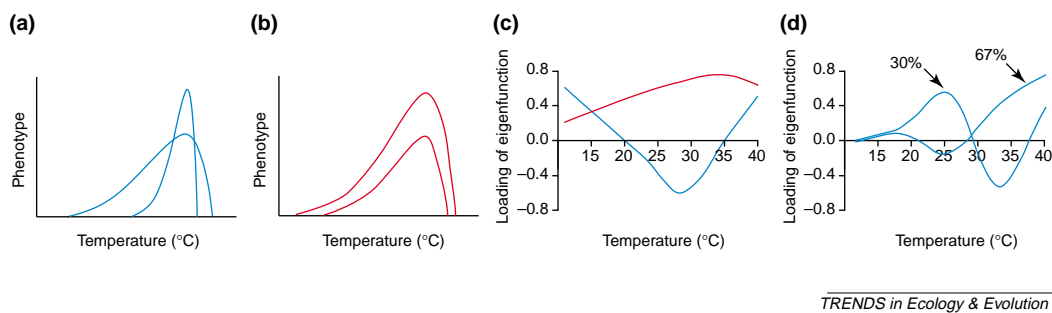 (a)
Phenotype
Temperature (°C)
(b)
Phenotype
Temperature (°C)
(c)
Loading of eigenfunction
0.8
0.4
0.0
–0.4
–0.8
15 20 25 30 35 40
Temperature (°C)
(d)
Loading of eigenfunction
0.8
0.4
0.0
–0.4
–0.8
30%
67%
15 20 25 30 35 40
Temperature (°C)
TRENDS in Ecology & Evolution